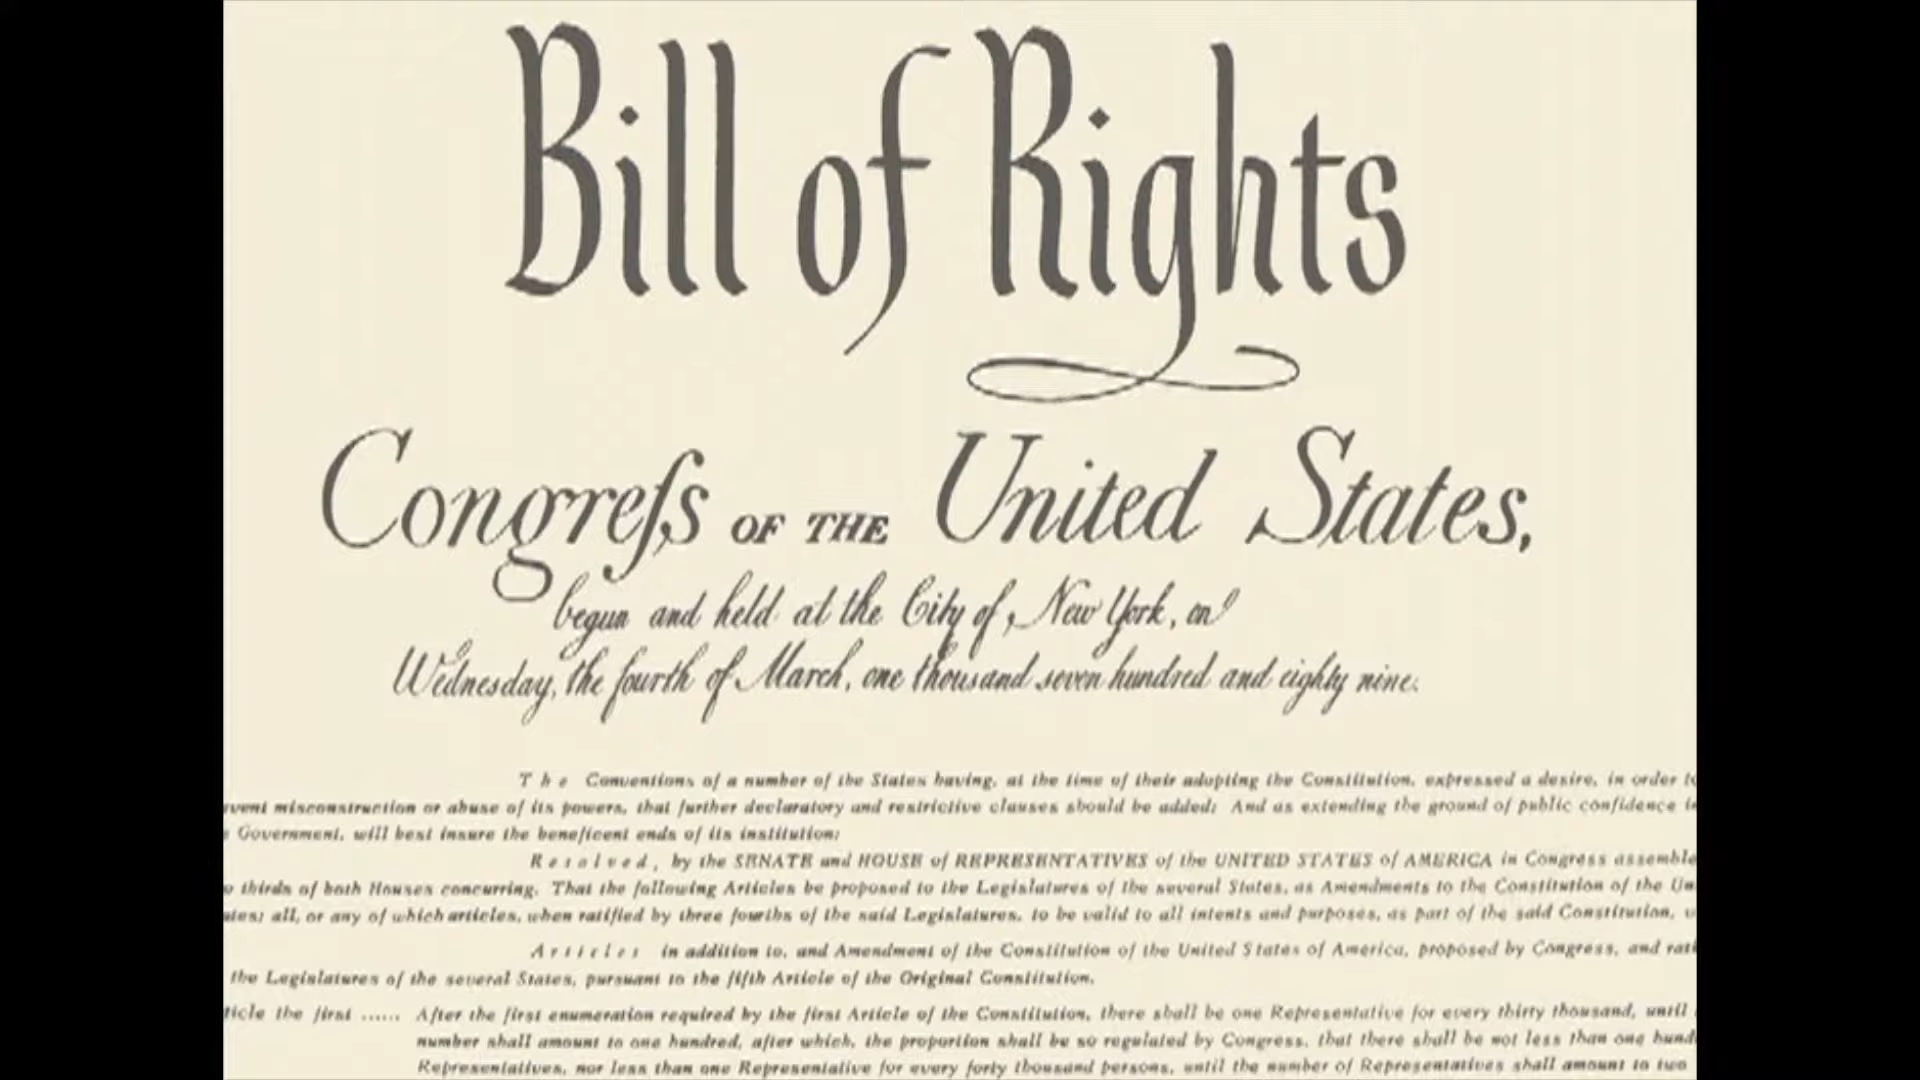 Bill of Rights
Congreſs OF THE United States,
begun and held at the City of New York, on
Wednesday, the fourth of March, one thousand seven hundred and eighty nine.
The Conventions of a number of the States having, at the time of their adopting the Constitution, expressed a desire, in order to
event misconstruction or abuse of its powers, that further declaratory and restrictive clauses should be added: And as extending the ground of public confidence in
Government, will best insure the beneficent ends of its institution:
Resolved, by the SENATE and HOUSE of REPRESENTATIVES of the UNITED STATES of AMERICA in Congress assemble
o thirds of both Houses concurring. That the following Articles be proposed to the Legislatures of the several States, as Amendments to the Constitution of the Un
ates; all, or any of which articles, when ratified by three fourths of the said Legislatures, to be valid to all intents and purposes, as part of the said Constitution,
Articles in addition to, and Amendment of the Constitution of the United States of America, proposed by Congress, and rati
the Legislatures of the several States, pursuant to the fifth Article of the Original Constitution.
ticle the first ...... After the first enumeration required by the first Article of the Constitution, there shall be one Representative for every thirty thousand, until
number shall amount to one hundred, after which, the proportion shall be so regulated by Congress, that there shall be not less than one hund
Representatives, nor less than one Representative for every forty thousand persons, until the number of Representatives shall amount to two